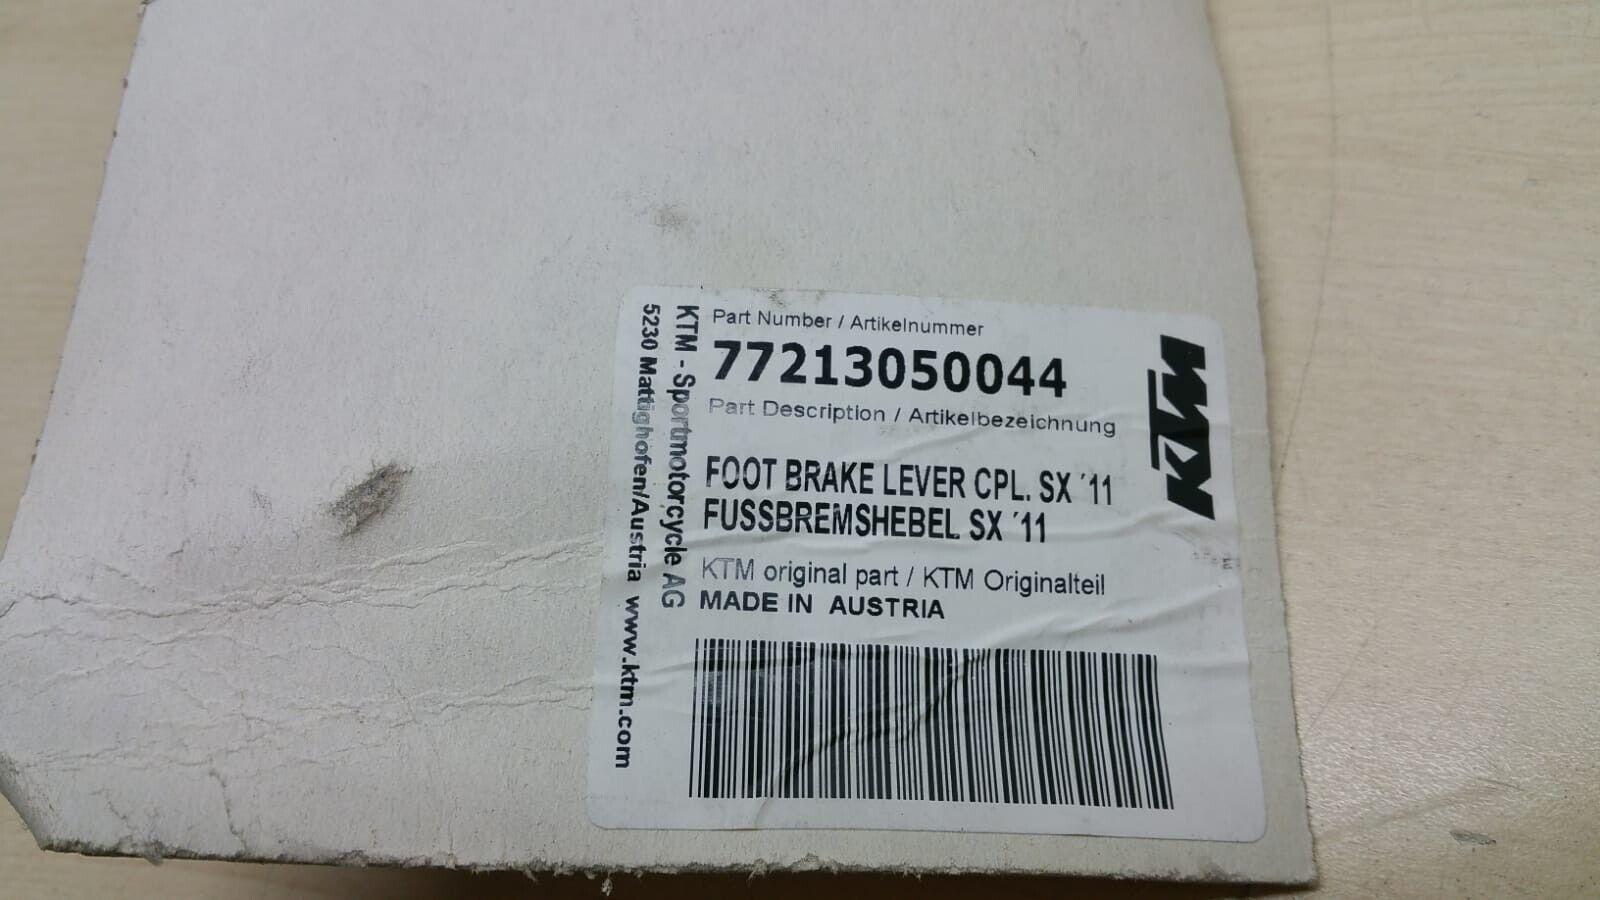 Part Number / Artikelnummer
77213050044
Part Description / Artikelbezeichnung
FOOT BRAKE LEVER CPL. SX ´11
FUSSBREMSHEBEL SX ´11
KTM original part / KTM Originalteil
MADE IN AUSTRIA
KTM - Sportmotorcycle AG
5230 Mattighofen/Austria www.ktm.com
KTM